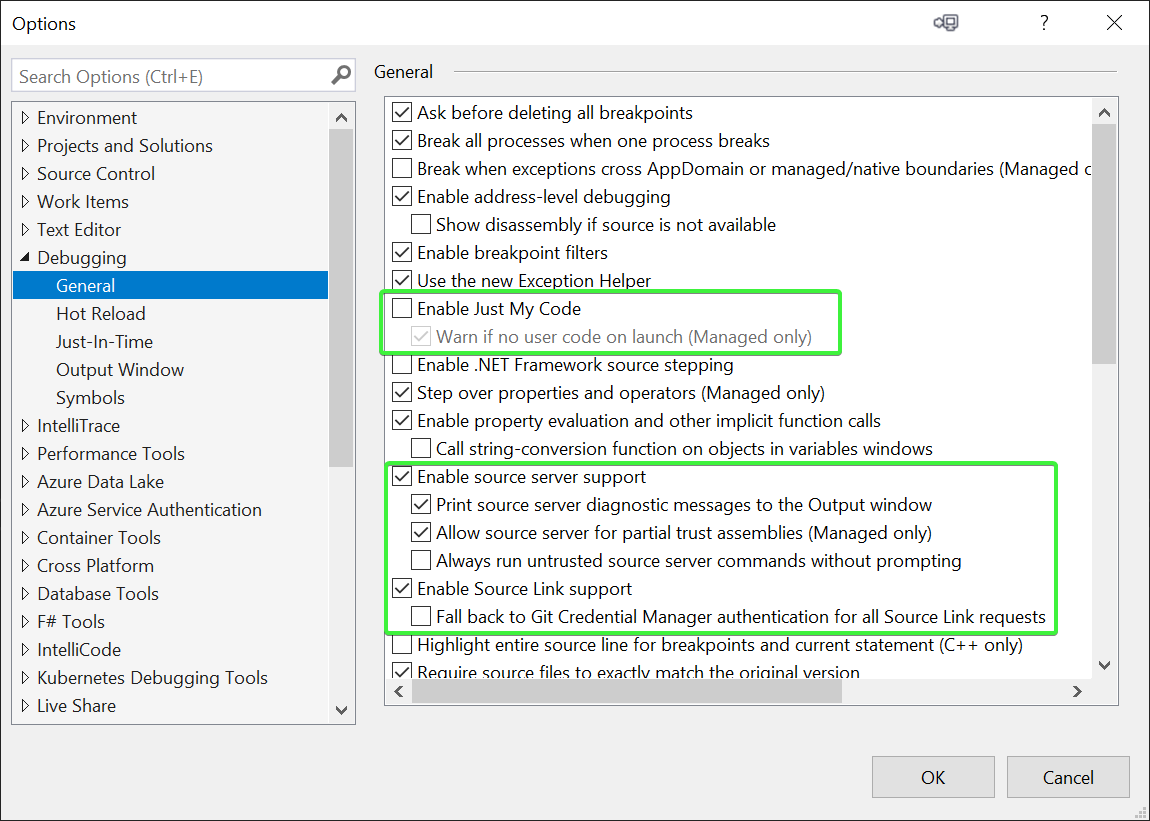 Options
?
Search Options (Ctrl+E)
Environment
Projects and Solutions
Source Control
Work Items
Text Editor
Debugging
General
Hot Reload
Just-In-Time
Output Window
Symbols
IntelliTrace
Performance Tools
Azure Data Lake
Azure Service Authentication
Container Tools
Cross Platform
Database Tools
F# Tools
IntelliCode
Kubernetes Debugging Tools
Live Share
General
Ask before deleting all breakpoints
Break all processes when one process breaks
Break when exceptions cross AppDomain or managed/native boundaries (Managed c
Enable address-level debugging
Show disassembly if source is not available
Enable breakpoint filters
Use the new Exception Helper
Enable Just My Code
Warn if no user code on launch (Managed only)
Enable .NET Framework source stepping
Step over properties and operators (Managed only)
Enable property evaluation and other implicit function calls
Call string-conversion function on objects in variables windows
Enable source server support
Print source server diagnostic messages to the Output window
Allow source server for partial trust assemblies (Managed only)
Always run untrusted source server commands without prompting
Enable Source Link support
Fall back to Git Credential Manager authentication for all Source Link requests
Highlight entire source line for breakpoints and current statement (C++ only)
Require source files to exactly match the original version
OK
Cancel